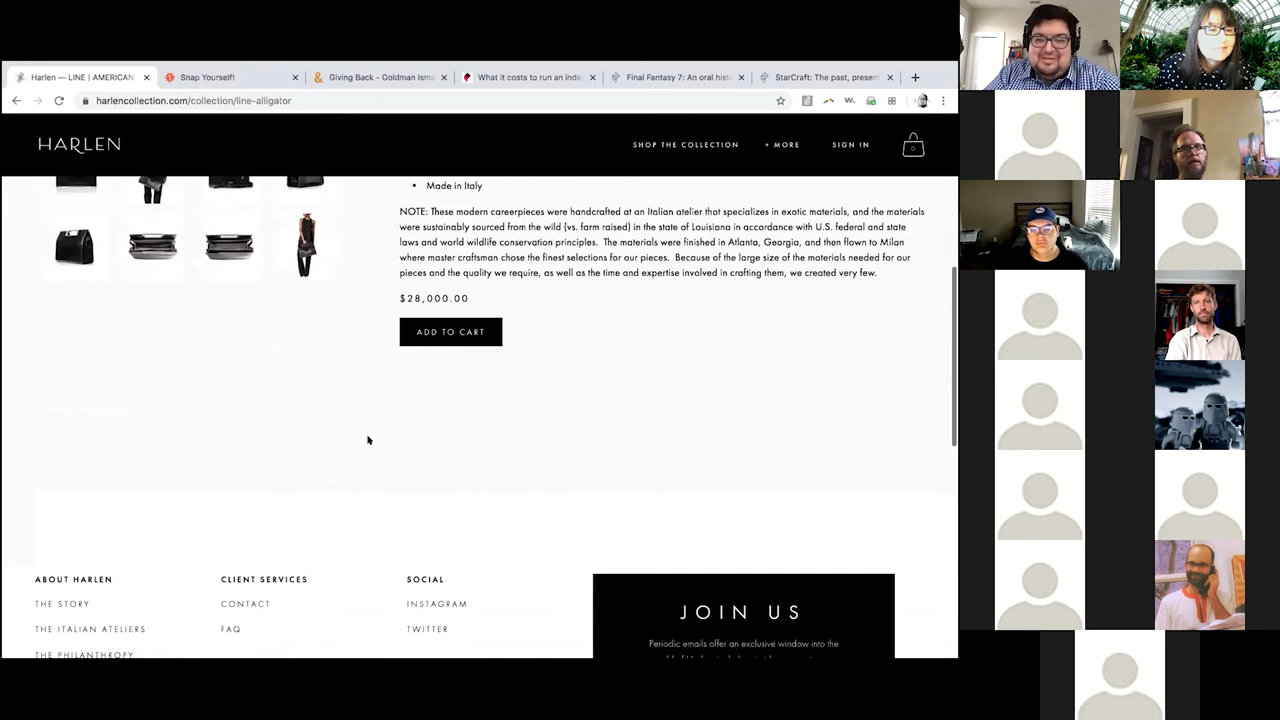 Harlen — LINE | AMERICAN
Snap Yourself!
Giving Back - Goldman Isma
What it costs to run an inde
Final Fantasy 7: An oral hist
StarCraft: The past, present
harlencollection.com/collection/line-alligator
HARLEN
SHOP THE COLLECTION
+ MORE
SIGN IN
0
• Made in Italy
NOTE: These modern careerpieces were handcrafted at an Italian atelier that specializes in exotic materials, and the materials
were sustainably sourced from the wild (vs. farm raised) in the state of Louisiana in accordance with U.S. federal and state
laws and world wildlife conservation principles. The materials were finished in Atlanta, Georgia, and then flown to Milan
where master craftsman chose the finest selections for our pieces. Because of the large size of the materials needed for our
pieces and the quality we require, as well as the time and expertise involved in crafting them, we created very few.
$28,000.00
ADD TO CART
ABOUT HARLEN
THE STORY
THE ITALIAN ATELIERS
THE PHILANTHROPY
CLIENT SERVICES
CONTACT
FAQ
SOCIAL
INSTAGRAM
TWITTER
JOIN US
Periodic emails offer an exclusive window into the